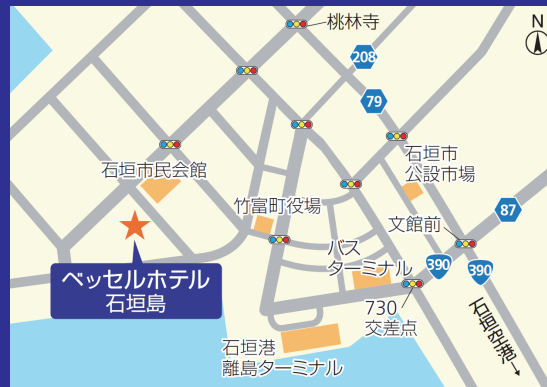 桃林寺
N
208
79
石垣市
公設市場
石垣市民会館
87
竹富町役場
文館前
バス
ターミナル
390
390
ベッセルホテル
石垣島
730
交差点
石垣空港
石垣港
離島ターミナル